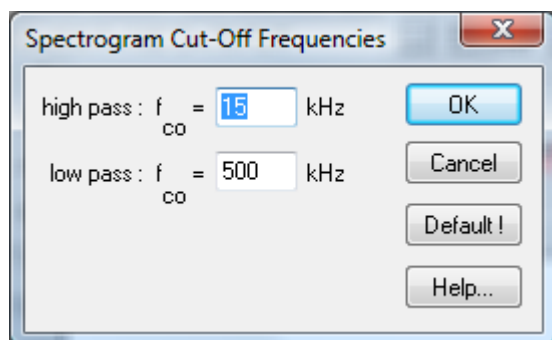 Spectrogram Cut-Off Frequencies
high pass : f co = 15 kHz
OK
low pass : f co = 500 kHz
Cancel
Default !
Help...